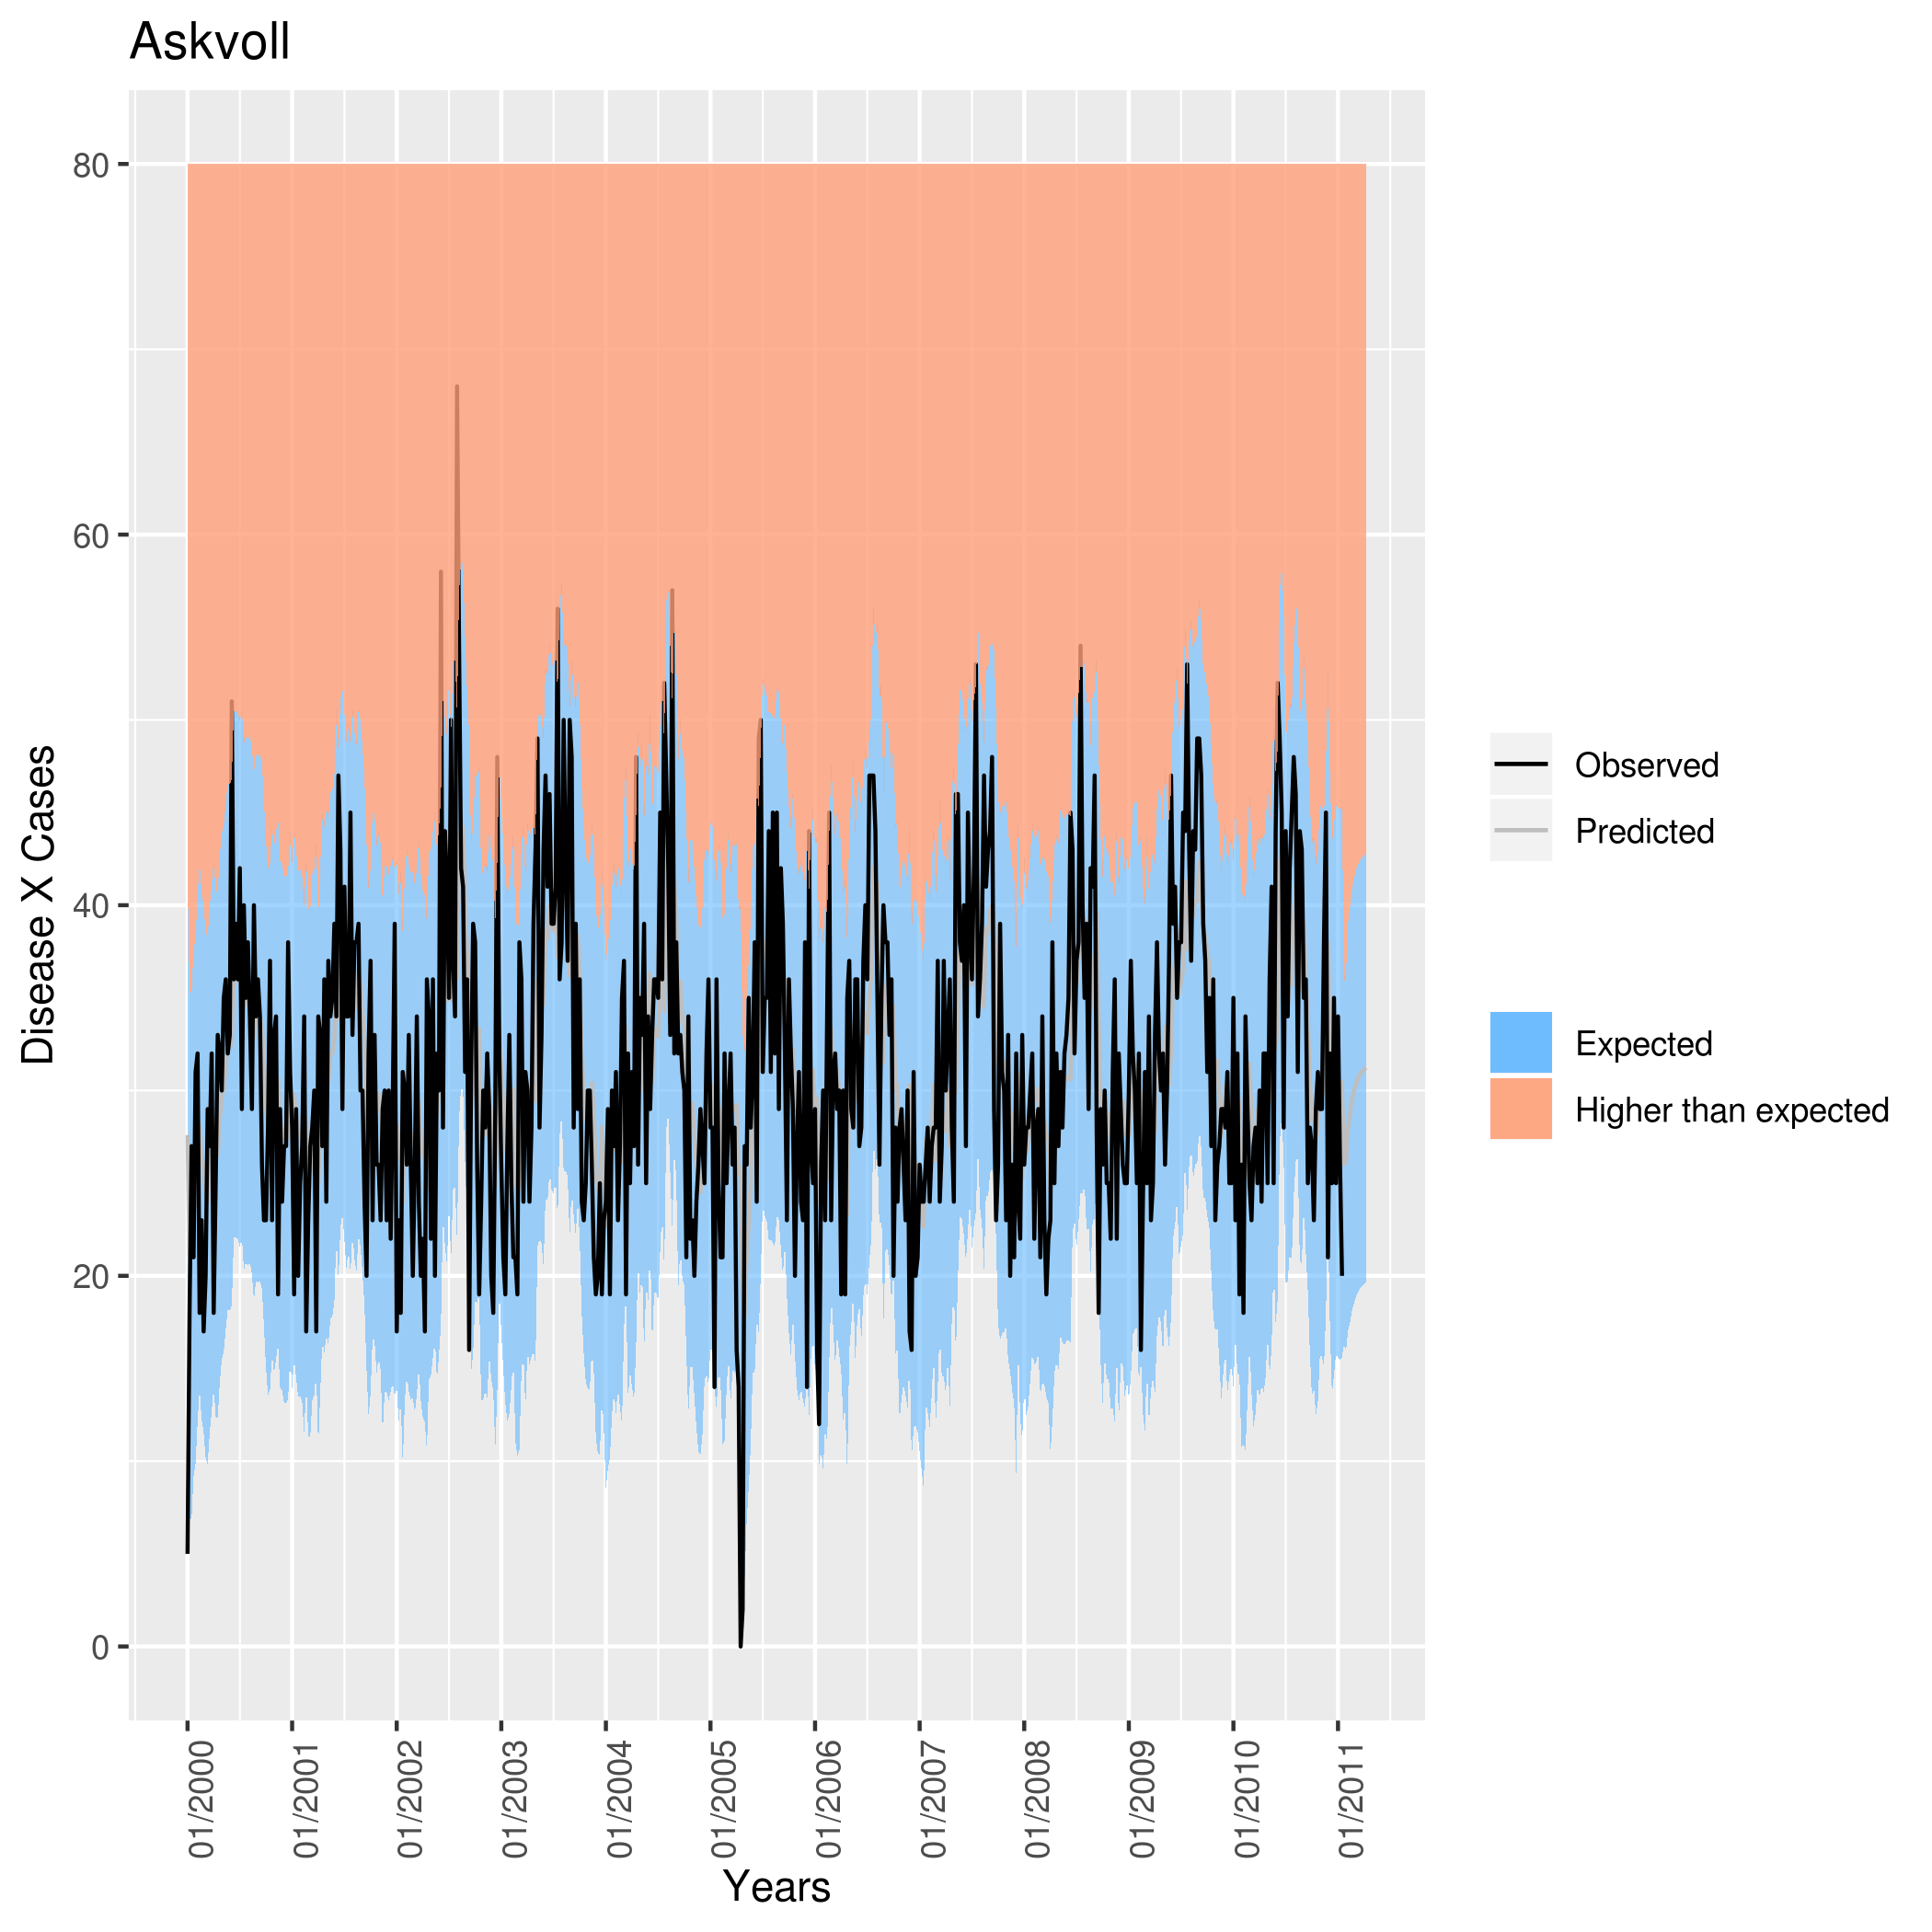 Askvoll
Disease X Cases
80
60
40
20
0
01/2000
01/2001
01/2002
01/2003
01/2004
01/2005
01/2006
01/2007
01/2008
01/2009
01/2010
01/2011
Years
Observed
Predicted
Expected
Higher than expected